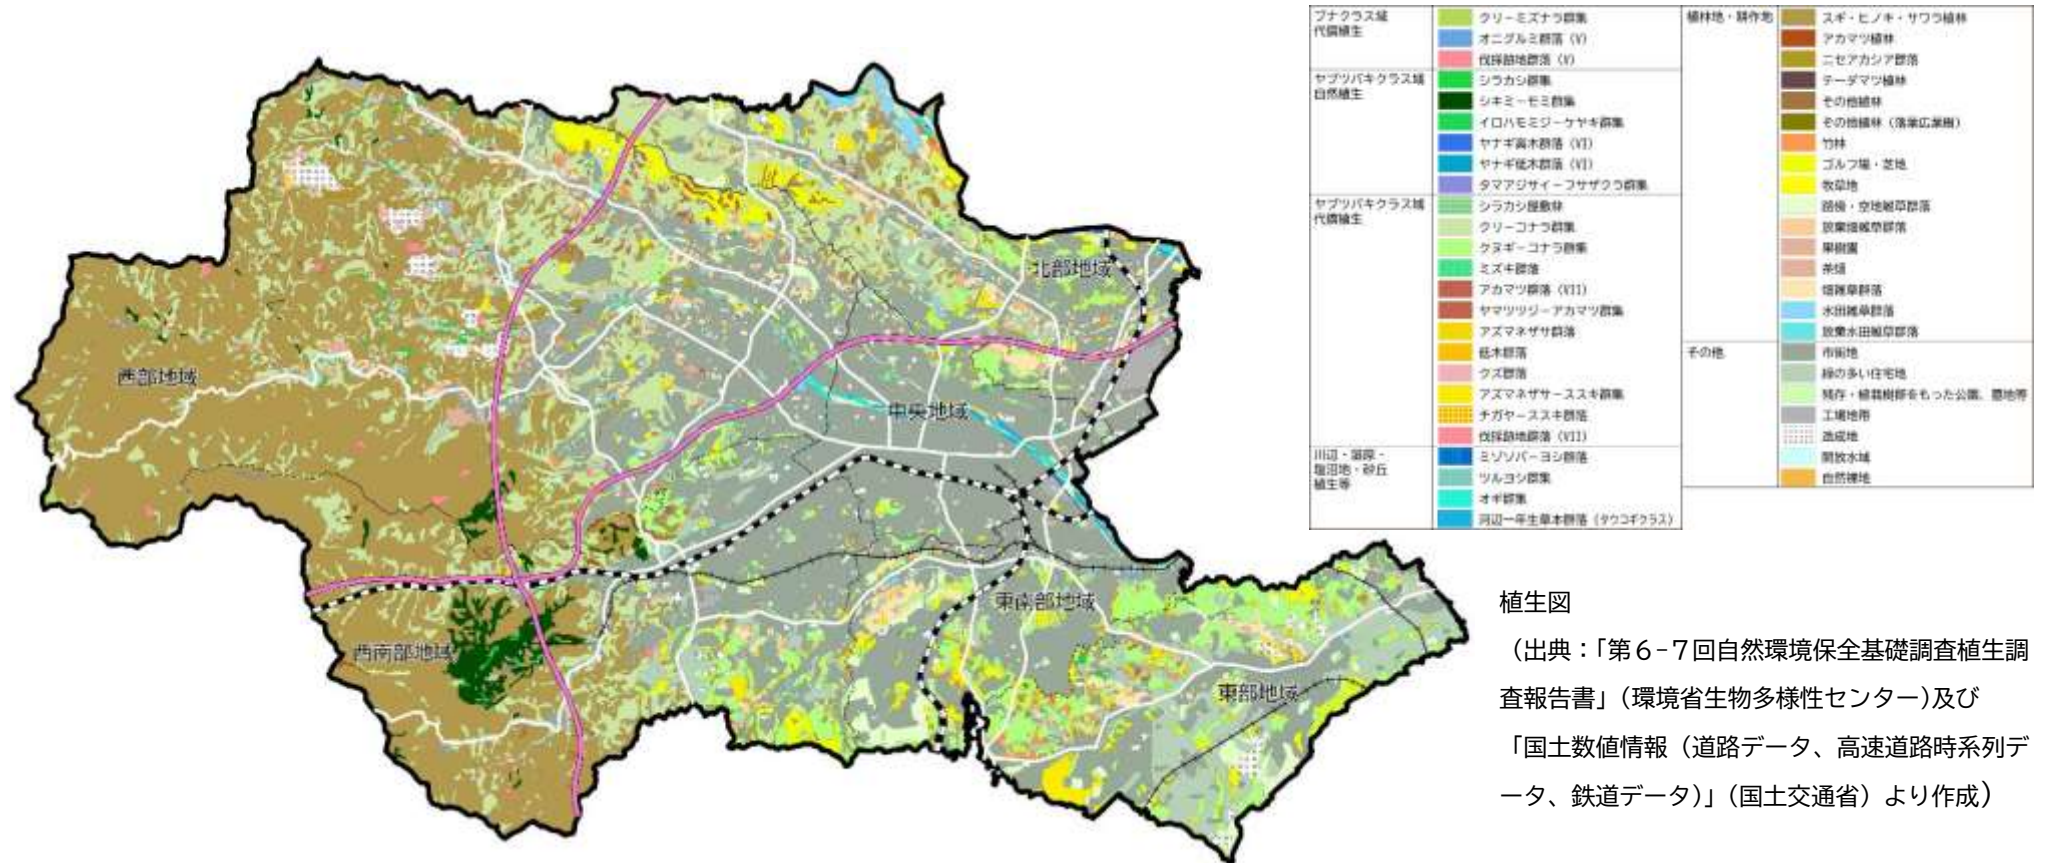 ブナクラス域
代償植生
クリーミズナラ群集
オニグルミ群落（V）
伐採跡地群落（V）
ヤブツバキクラス域
自然植生
シラカシ群集
シキミーモミ群集
イロハモミジーケヤキ群集
ヤナギ高木群落（VI）
ヤナギ低木群落（VI）
タマアジサイーフサザクラ群集
ヤブツバキクラス域
代償植生
シラカシ屋敷林
クリーコナラ群集
クヌギーコナラ群集
ミズキ群落
アカマツ群落（VII）
ヤマツツジーアカマツ群集
アズマネザサ群落
低木群落
クズ群落
アズマネザサーススキ群集
チガヤーススキ群落
伐採跡地群落（VII）
川辺・湿原・
塩沼地・砂丘
植生等
ミゾソバーヨシ群落
ツルヨシ群集
オギ群集
河辺一年生草本群落（タウコギクラス）
植林地・耕作地
スギ・ヒノキ・サワラ植林
アカマツ植林
ニセアカシア群落
テーダマツ植林
その他植林
その他植林（落葉広葉樹）
竹林
ゴルフ場・芝地
牧草地
路傍・空地雑草群落
放棄畑雑草群落
果樹園
茶畑
畑雑草群落
水田雑草群落
放棄水田雑草群落
その他
市街地
緑の多い住宅地
残存・植栽樹群をもった公園、墓地等
工場地帯
造成地
開放水域
自然裸地
北部地域
西部地域
中央地域
東南部地域
西南部地域
東部地域
植生図
（出典：「第６-７回自然環境保全基礎調査植生調
査報告書」（環境省生物多様性センター）及び
「国土数値情報（道路データ、高速道路時系列デ
ータ、鉄道データ）」（国土交通省）より作成）